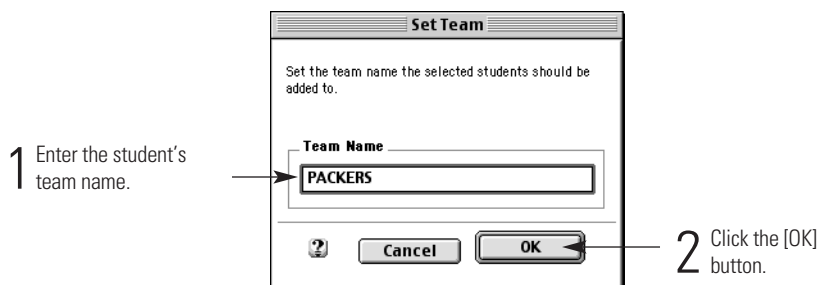 Set Team
Set the team name the selected students should be
added to.
1 Enter the student's
team name.
Team Name
PACKERS
? Cancel OK
2 Click the [OK]
button.